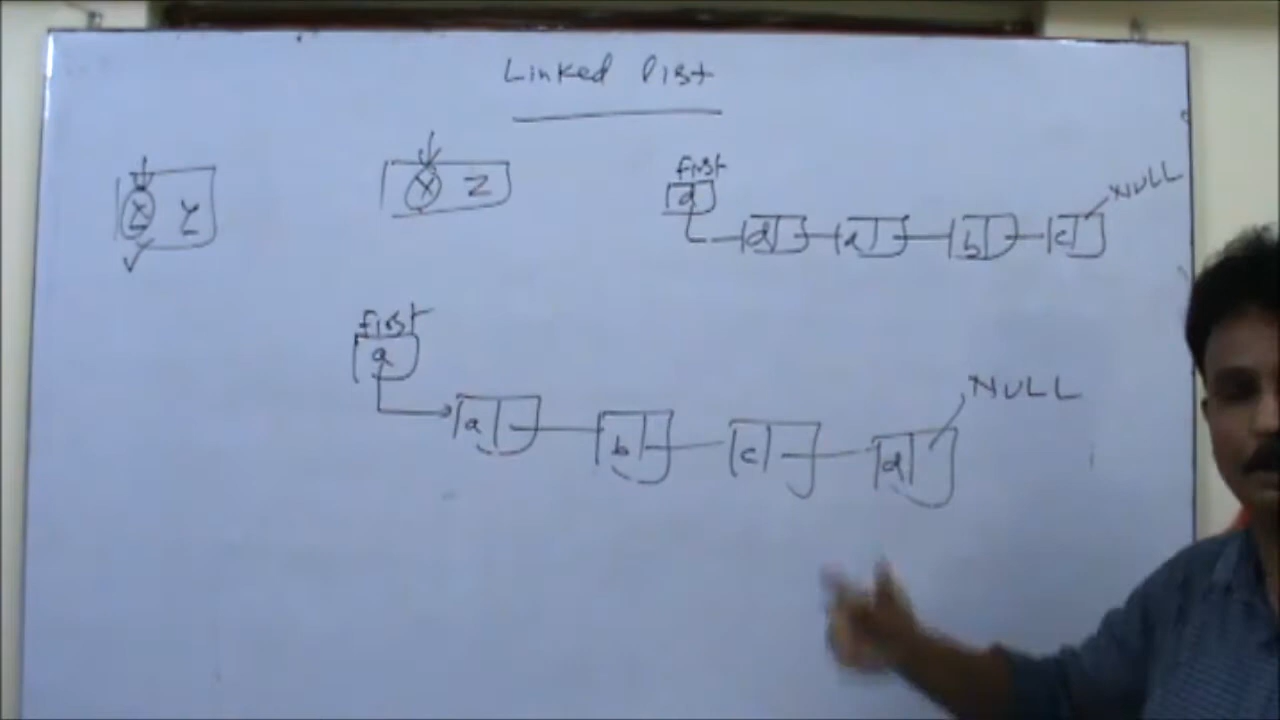 Linked list
X Y
X Z
first
d
d a b c NULL
first
a
a b c d NULL